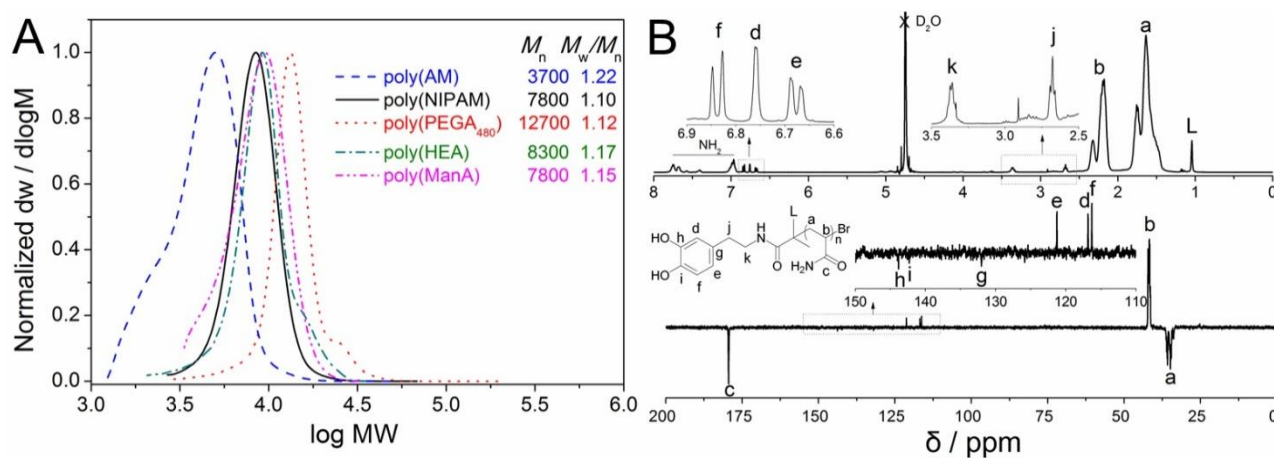 A
Normalized dw / dlogM
1.0
0.8
0.6
0.4
0.2
0.0
3.0 3.5 4.0 4.5 5.0 5.5 6.0
log MW
Mn Mw/Mn
poly(AM) 3700 1.22
poly(NIPAM) 7800 1.10
poly(PEGA480) 12700 1.12
poly(HEA) 8300 1.17
poly(ManA) 7800 1.15
B
X D2O
a
f d e
j
k
b
L
6.9 6.8 6.7 6.6
3.5 3.0 2.5
NH2
8 7 6 5 4 3 2 1 0
e d f
b
L
a
HO h d j H N b Br
n
HO i g k O H2N c O
e
f
h i g
150 140 130 120 110
c
a
200 175 150 125 100 75 50 25 0
δ / ppm